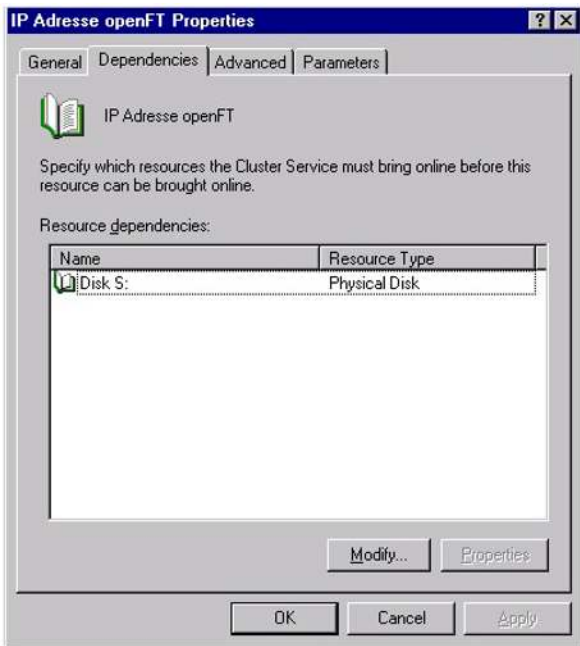 IP Adresse openFT Properties
General Dependencies Advanced Parameters
IP Adresse openFT
Specify which resources the Cluster Service must bring online before this
resource can be brought online.
Resource dependencies:
Name Resource Type
Disk S: Physical Disk
Modify... Properties
OK Cancel Apply